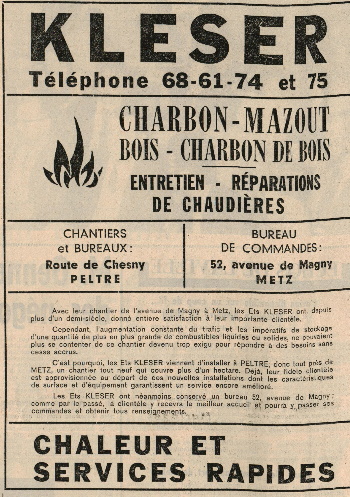 KLESER
Téléphone 68-61-74 et 75
CHARBON-MAZOUT
BOIS - CHARBON DE BOIS
ENTRETIEN - RÉPARATIONS
DE CHAUDIÈRES
CHANTIERS
et BUREAUX :
Route de Chesny
PELTRE
BUREAU
DE COMMANDES :
52, avenue de Magny
METZ
Avec leur chantier de l'avenue de Magny à Metz, les Ets KLESER ont, depuis
plus d'un demi-siècle, donné entière satisfaction à leur importante clientèle.
Cependant, l'augmentation constante du trafic et les impératifs de stockage
d'une quantité de plus en plus grande de combustibles liquides ou solides, ne pouvaient
plus se contenter de ce chantier devenu trop exigu pour répondre à des besoins sans
cesse accrus.
C'est pourquoi, les Ets KLESER viennent d'installer à PELTRE, donc tout près de
METZ, un chantier tout neuf qui couvre plus d'un hectare. Déjà, leur fidèle clientèle
est approvisionnée au départ de ces nouvelles installations dont les caractéristiques
de surface et d'équipement garantissent un service encore amélioré.
Les Ets KLESER ont néanmoins conservé un bureau 52, avenue de Magny :
comme par le passé, la clientèle y recevra le meilleur accueil et pourra y passer ses
commandes et obtenir tous renseignements.
CHALEUR ET
SERVICES RAPIDES